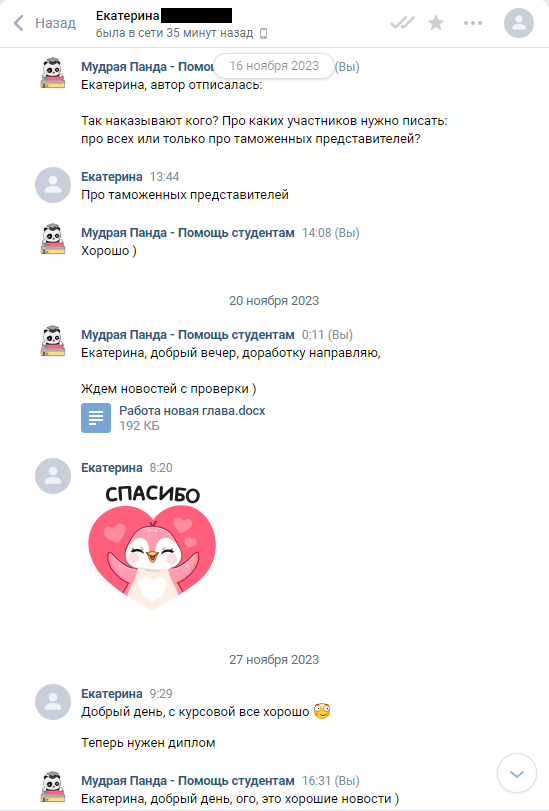 Назад
Екатерина
была в сети 35 минут назад
16 ноября 2023
Мудрая Панда - Помощ (Вы)
Екатерина, автор отписалась:
Так наказывают кого? Про каких участников нужно писать:
про всех или только про таможенных представителей?
Екатерина 13:44
Про таможенных представителей
Мудрая Панда - Помощь студентам 14:08 (Вы)
Хорошо )
20 ноября 2023
Мудрая Панда - Помощь студентам 0:11 (Вы)
Екатерина, добрый вечер, доработку направляю,
Ждем новостей с проверки )
Работа новая глава.docx
192 КБ
Екатерина 8:20
СПАСИБО
27 ноября 2023
Екатерина 9:29
Добрый день, с курсовой все хорошо
Теперь нужен диплом
Мудрая Панда - Помощь студентам 16:31 (Вы)
Екатерина, добрый день, ого, это хорошие новости )